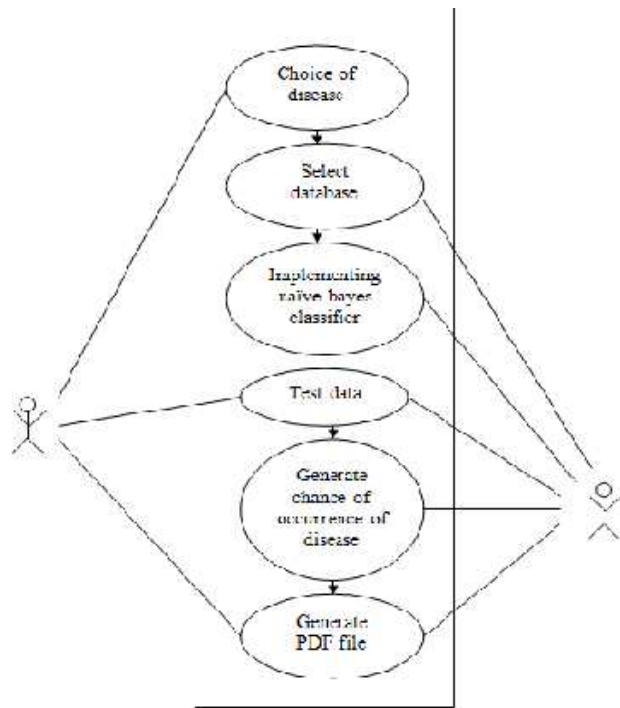 Choice of
disease
Select
database
Implementing
naïve bayes
classifier
Test data
Generate
chance of
occurrence of
disease
Generate
PDF file